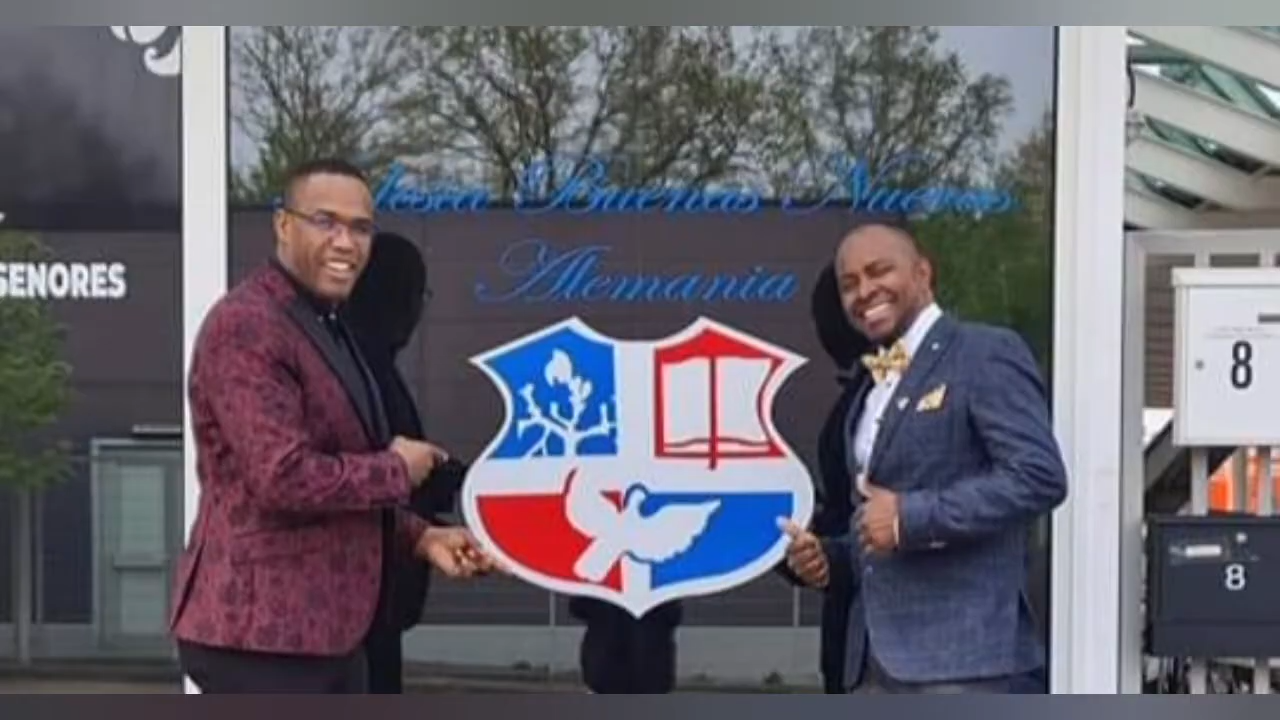 Buenas Nuevas
Alemania
SENORES
8
8